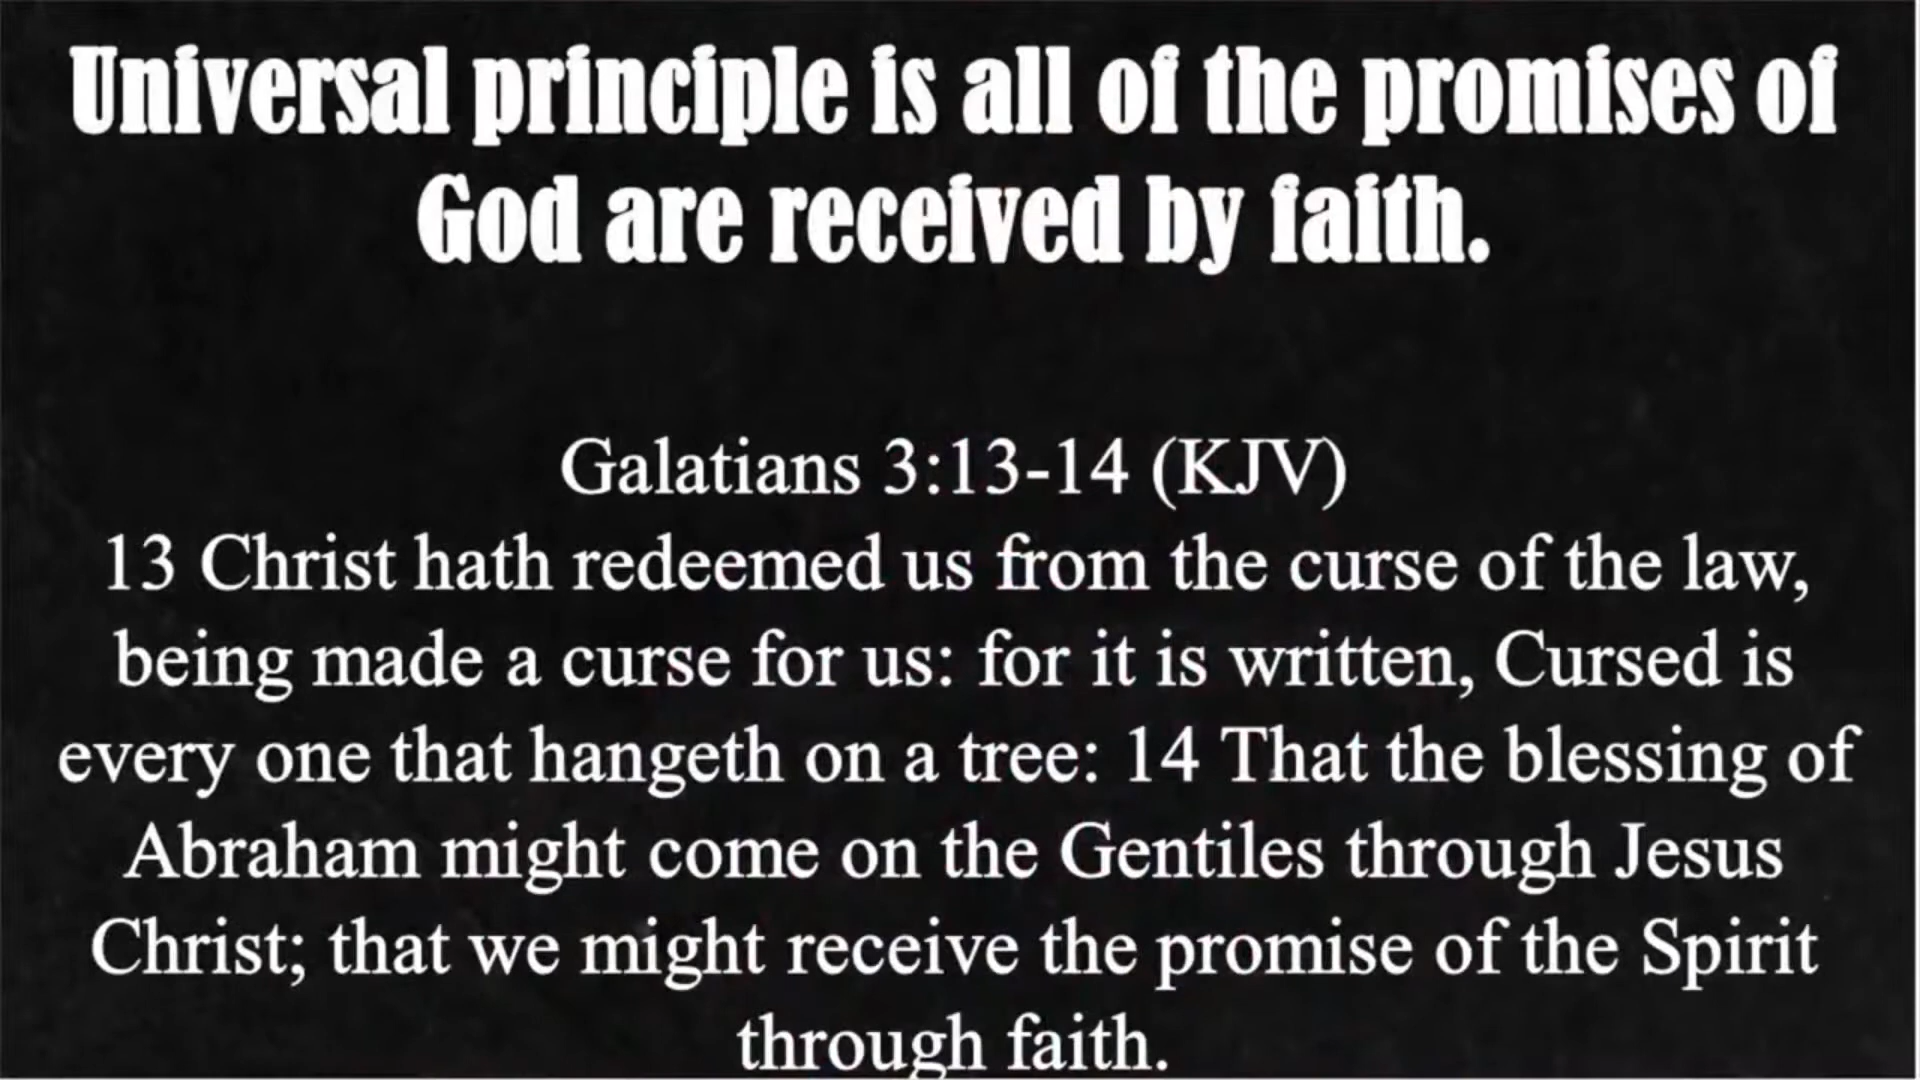 Universal principle is all of the promises of
God are received by faith.
Galatians 3:13-14 (KJV)
13 Christ hath redeemed us from the curse of the law,
being made a curse for us: for it is written, Cursed is
every one that hangeth on a tree: 14 That the blessing of
Abraham might come on the Gentiles through Jesus
Christ; that we might receive the promise of the Spirit
through faith.